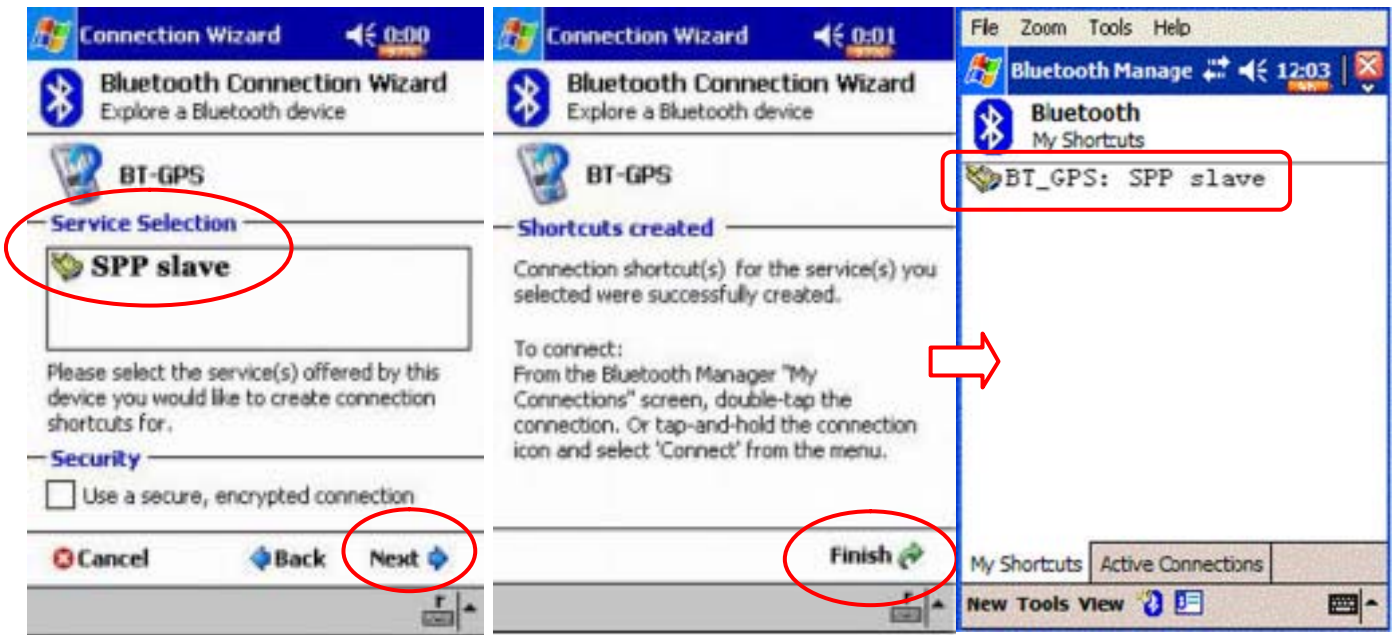 Connection Wizard 0:00
Bluetooth Connection Wizard
Explore a Bluetooth device
BT-GPS
Service Selection
SPP slave
Please select the service(s) offered by this
device you would like to create connection
shortcuts for.
Security
Use a secure, encrypted connection
Cancel Back Next
Connection Wizard 0:01
Bluetooth Connection Wizard
Explore a Bluetooth device
BT-GPS
Shortcuts created
Connection shortcut(s) for the service(s) you
selected were successfully created.
To connect:
From the Bluetooth Manager "My
Connections" screen, double-tap the
connection. Or tap-and-hold the connection
icon and select 'Connect' from the menu.
Finish
File Zoom Tools Help
Bluetooth Manage 12:03
Bluetooth
My Shortcuts
BT_GPS: SPP slave
My Shortcuts Active Connections
New Tools View